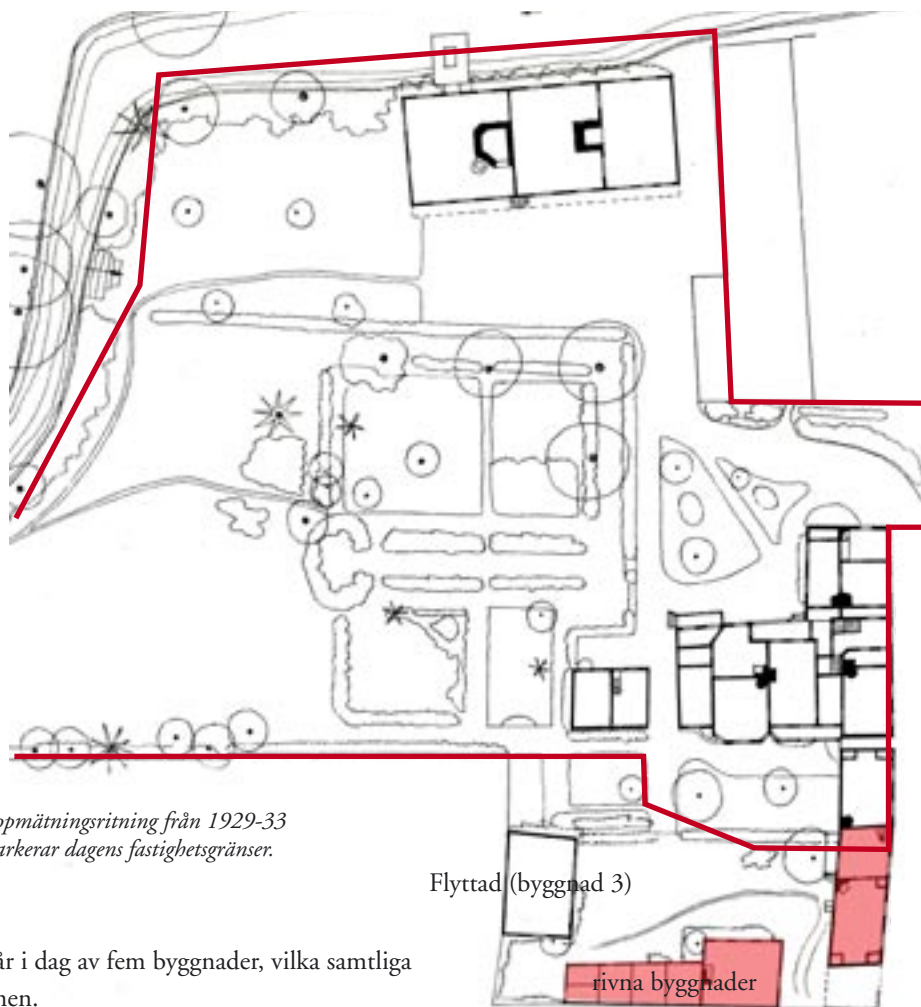 ppmätningsritning från 1929-33
arkerar dagens fastighetsgränser.
Flyttad (byggnad 3)
år i dag av fem byggnader, vilka samtliga
nen.
rivna byggnader